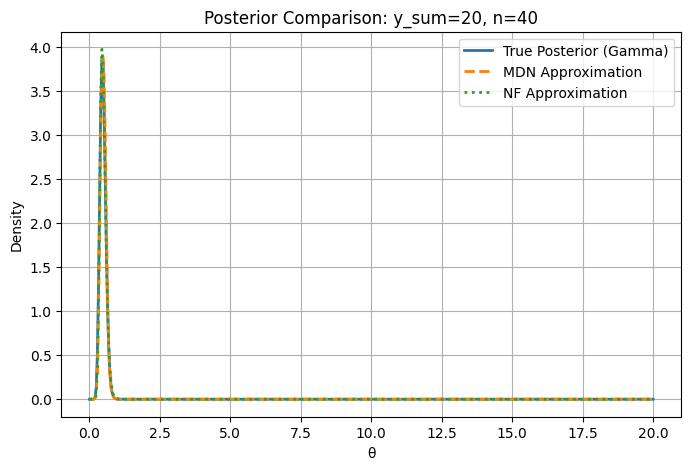 Posterior Comparison: y_sum=20, n=40
True Posterior (Gamma)
MDN Approximation
NF Approximation
4.0
3.5
3.0
2.5
2.0
1.5
1.0
0.5
0.0
Density
0.0 2.5 5.0 7.5 10.0 12.5 15.0 17.5 20.0
θ